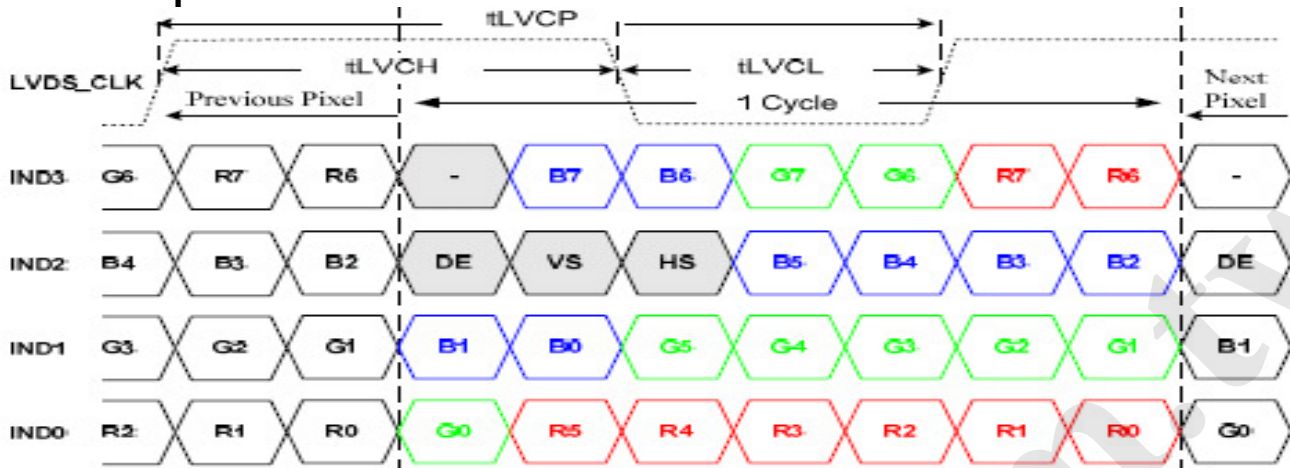 tLVCP
LVDS_CLK tLVCH tLVCL
Previous Pixel 1 Cycle Next Pixel
IND3 G6 R7 R6 - B7 B6 G7 G6 R7 R6 -
IND2 B4 B3 B2 DE VS HS B5 B4 B3 B2 DE
IND1 G3 G2 G1 B1 B0 G5 G4 G3 G2 G1 B1
IND0 R2 R1 R0 G0 R5 R4 R3 R2 R1 R0 G0